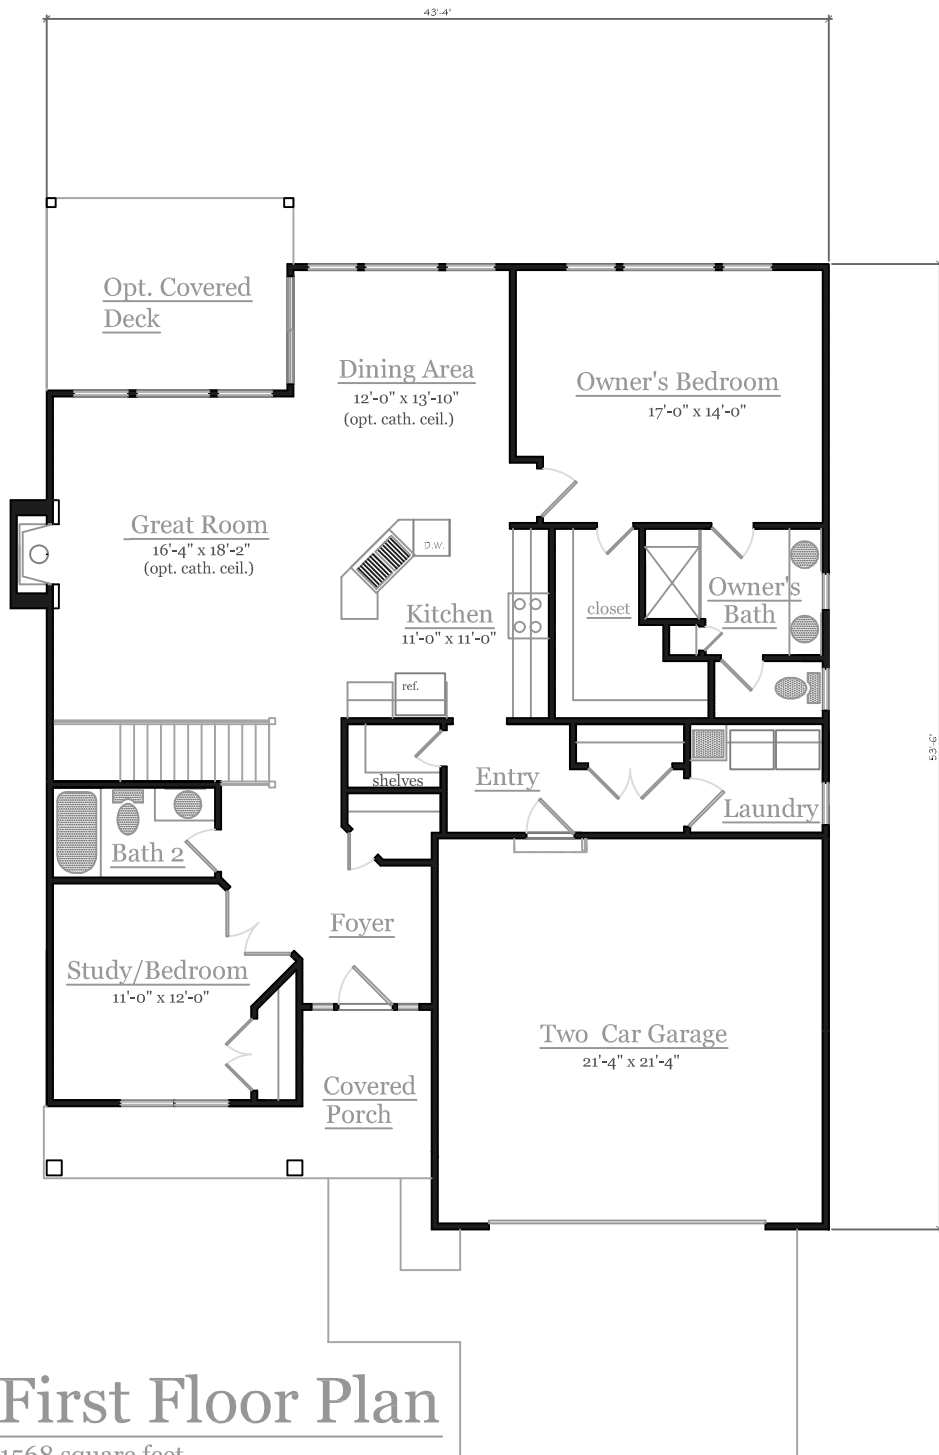 43'-4"
Opt. Covered
Deck
Dining Area
12'-0" x 13'-10"
(opt. cath. ceil.)
Owner's Bedroom
17'-0" x 14'-0"
Great Room
16'-4" x 18'-2"
(opt. cath. ceil.)
D.W.
Kitchen
11'-0" x 11'-0"
closet
Owner's
Bath
ref.
53'-6"
shelves
Entry
Laundry
Bath 2
Foyer
Study/Bedroom
11'-0" x 12'-0"
Two Car Garage
21'-4" x 21'-4"
Covered
Porch
First Floor Plan
1568 square feet